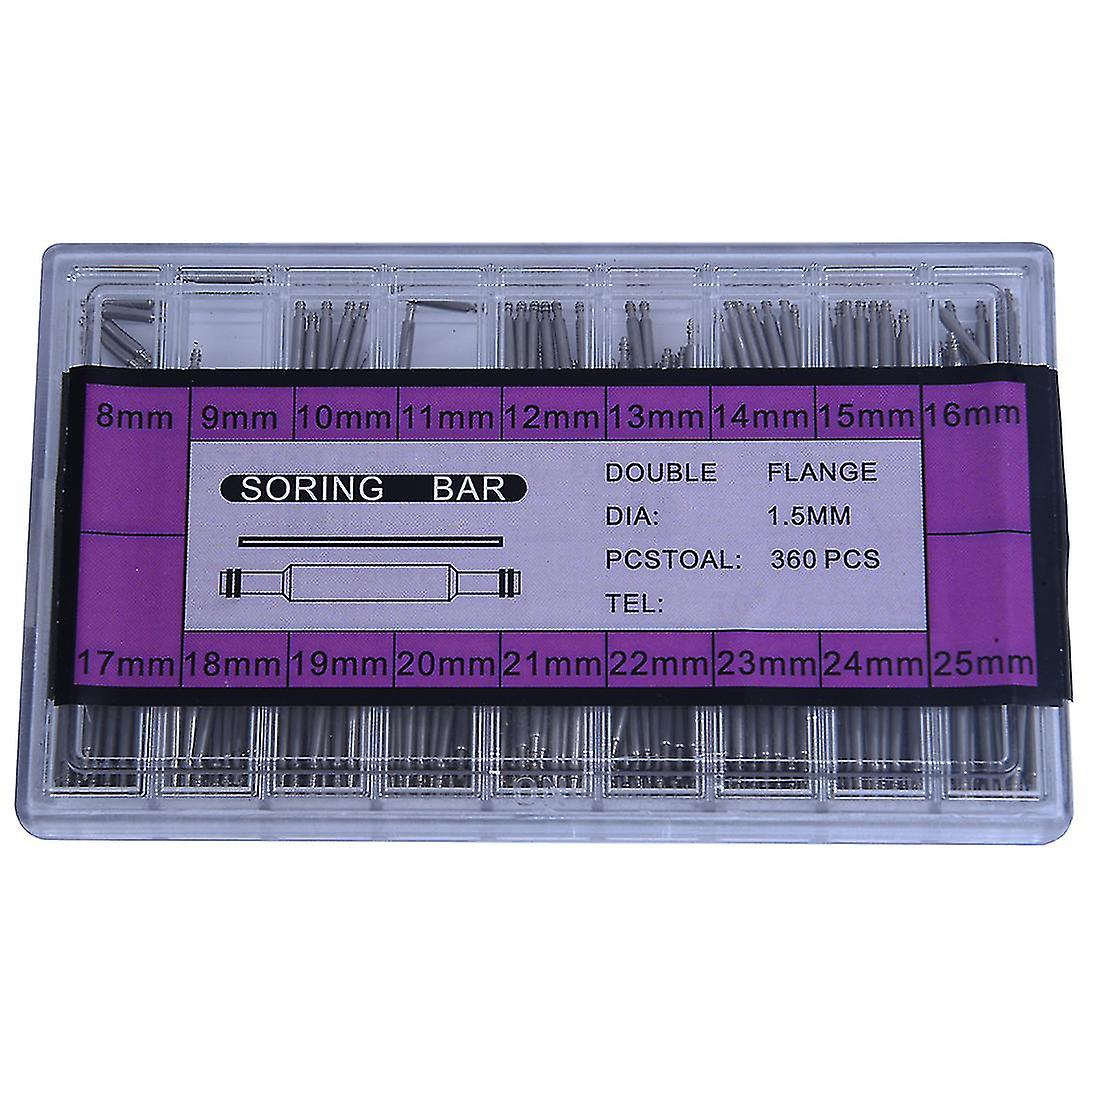 8mm 9mm 10mm 11mm 12mm 13mm 14mm 15mm 16mm
SORING BAR
DOUBLE FLANGE
DIA: 1.5MM
PCSTOAL: 360 PCS
TEL:
17mm 18mm 19mm 20mm 21mm 22mm 23mm 24mm 25mm